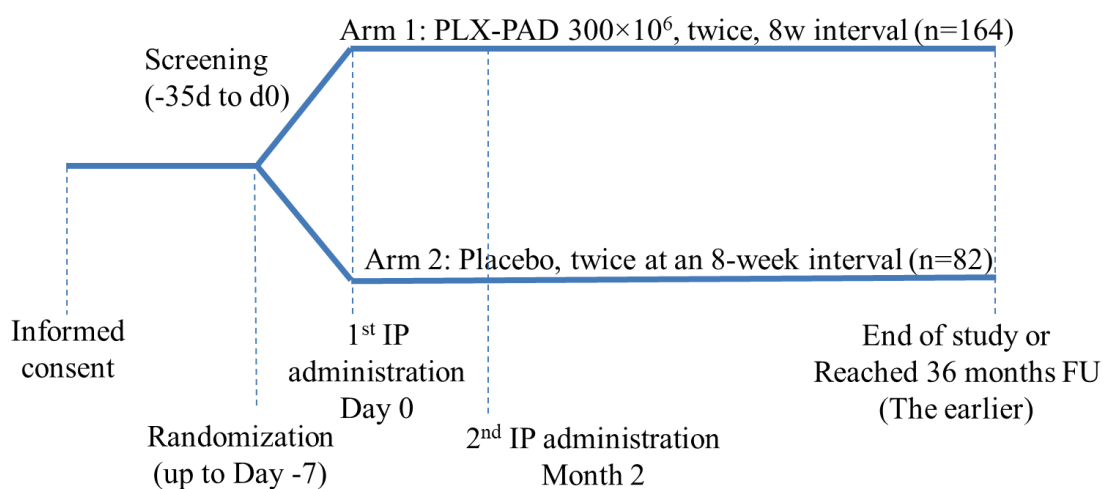 Arm 1: PLX-PAD 300×10⁶, twice, 8w interval (n=164)
Screening
(-35d to d0)
Arm 2: Placebo, twice at an 8-week interval (n=82)
Informed
consent
1st IP
administration
Day 0
End of study or
Reached 36 months FU
(The earlier)
Randomization
(up to Day -7)
2nd IP administration
Month 2